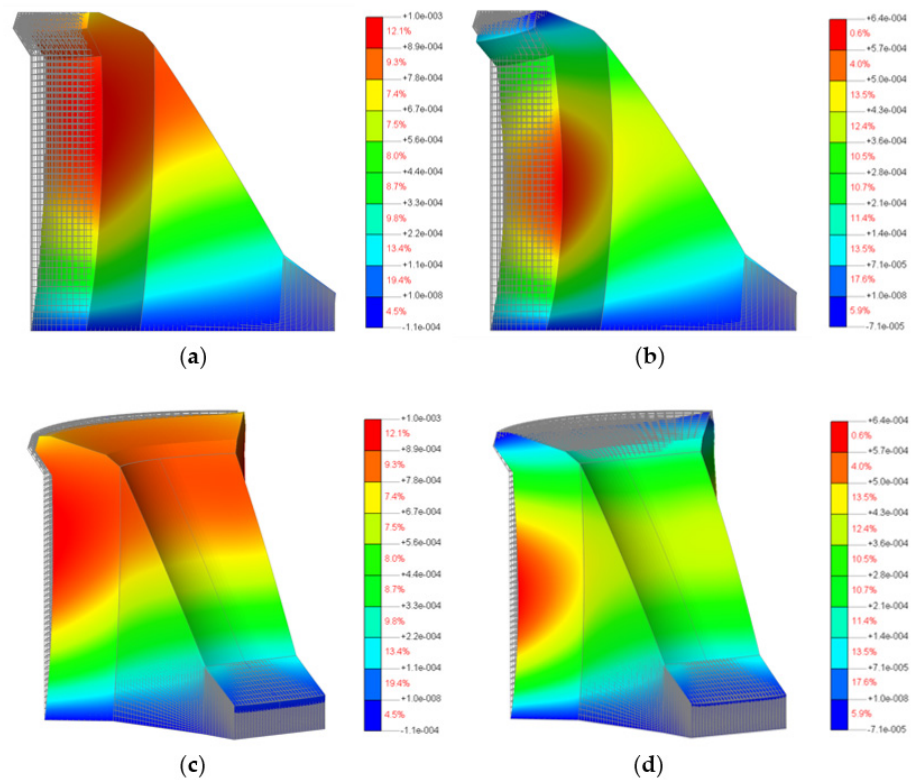 +1.0e-003
12.1%
+8.9e-004
9.3%
+7.8e-004
7.4%
+6.7e-004
7.5%
+5.6e-004
8.0%
+4.4e-004
8.7%
+3.3e-004
9.8%
+2.2e-004
13.4%
+1.1e-004
19.4%
+1.0e-008
4.5%
-1.1e-004
(a)
+6.4e-004
0.6%
+5.7e-004
4.0%
+5.0e-004
13.5%
+4.3e-004
12.4%
+3.6e-004
10.5%
+2.8e-004
10.7%
+2.1e-004
11.4%
+1.4e-004
13.5%
+7.1e-005
17.6%
+1.0e-008
5.9%
-7.1e-005
(b)
+1.0e-003
12.1%
+8.9e-004
9.3%
+7.8e-004
7.4%
+6.7e-004
7.5%
+5.6e-004
8.0%
+4.4e-004
8.7%
+3.3e-004
9.8%
+2.2e-004
13.4%
+1.1e-004
19.4%
+1.0e-008
4.5%
-1.1e-004
(c)
+6.4e-004
0.6%
+5.7e-004
4.0%
+5.0e-004
13.5%
+4.3e-004
12.4%
+3.6e-004
10.5%
+2.8e-004
10.7%
+2.1e-004
11.4%
+1.4e-004
13.5%
+7.1e-005
17.6%
+1.0e-008
5.9%
-7.1e-005
(d)